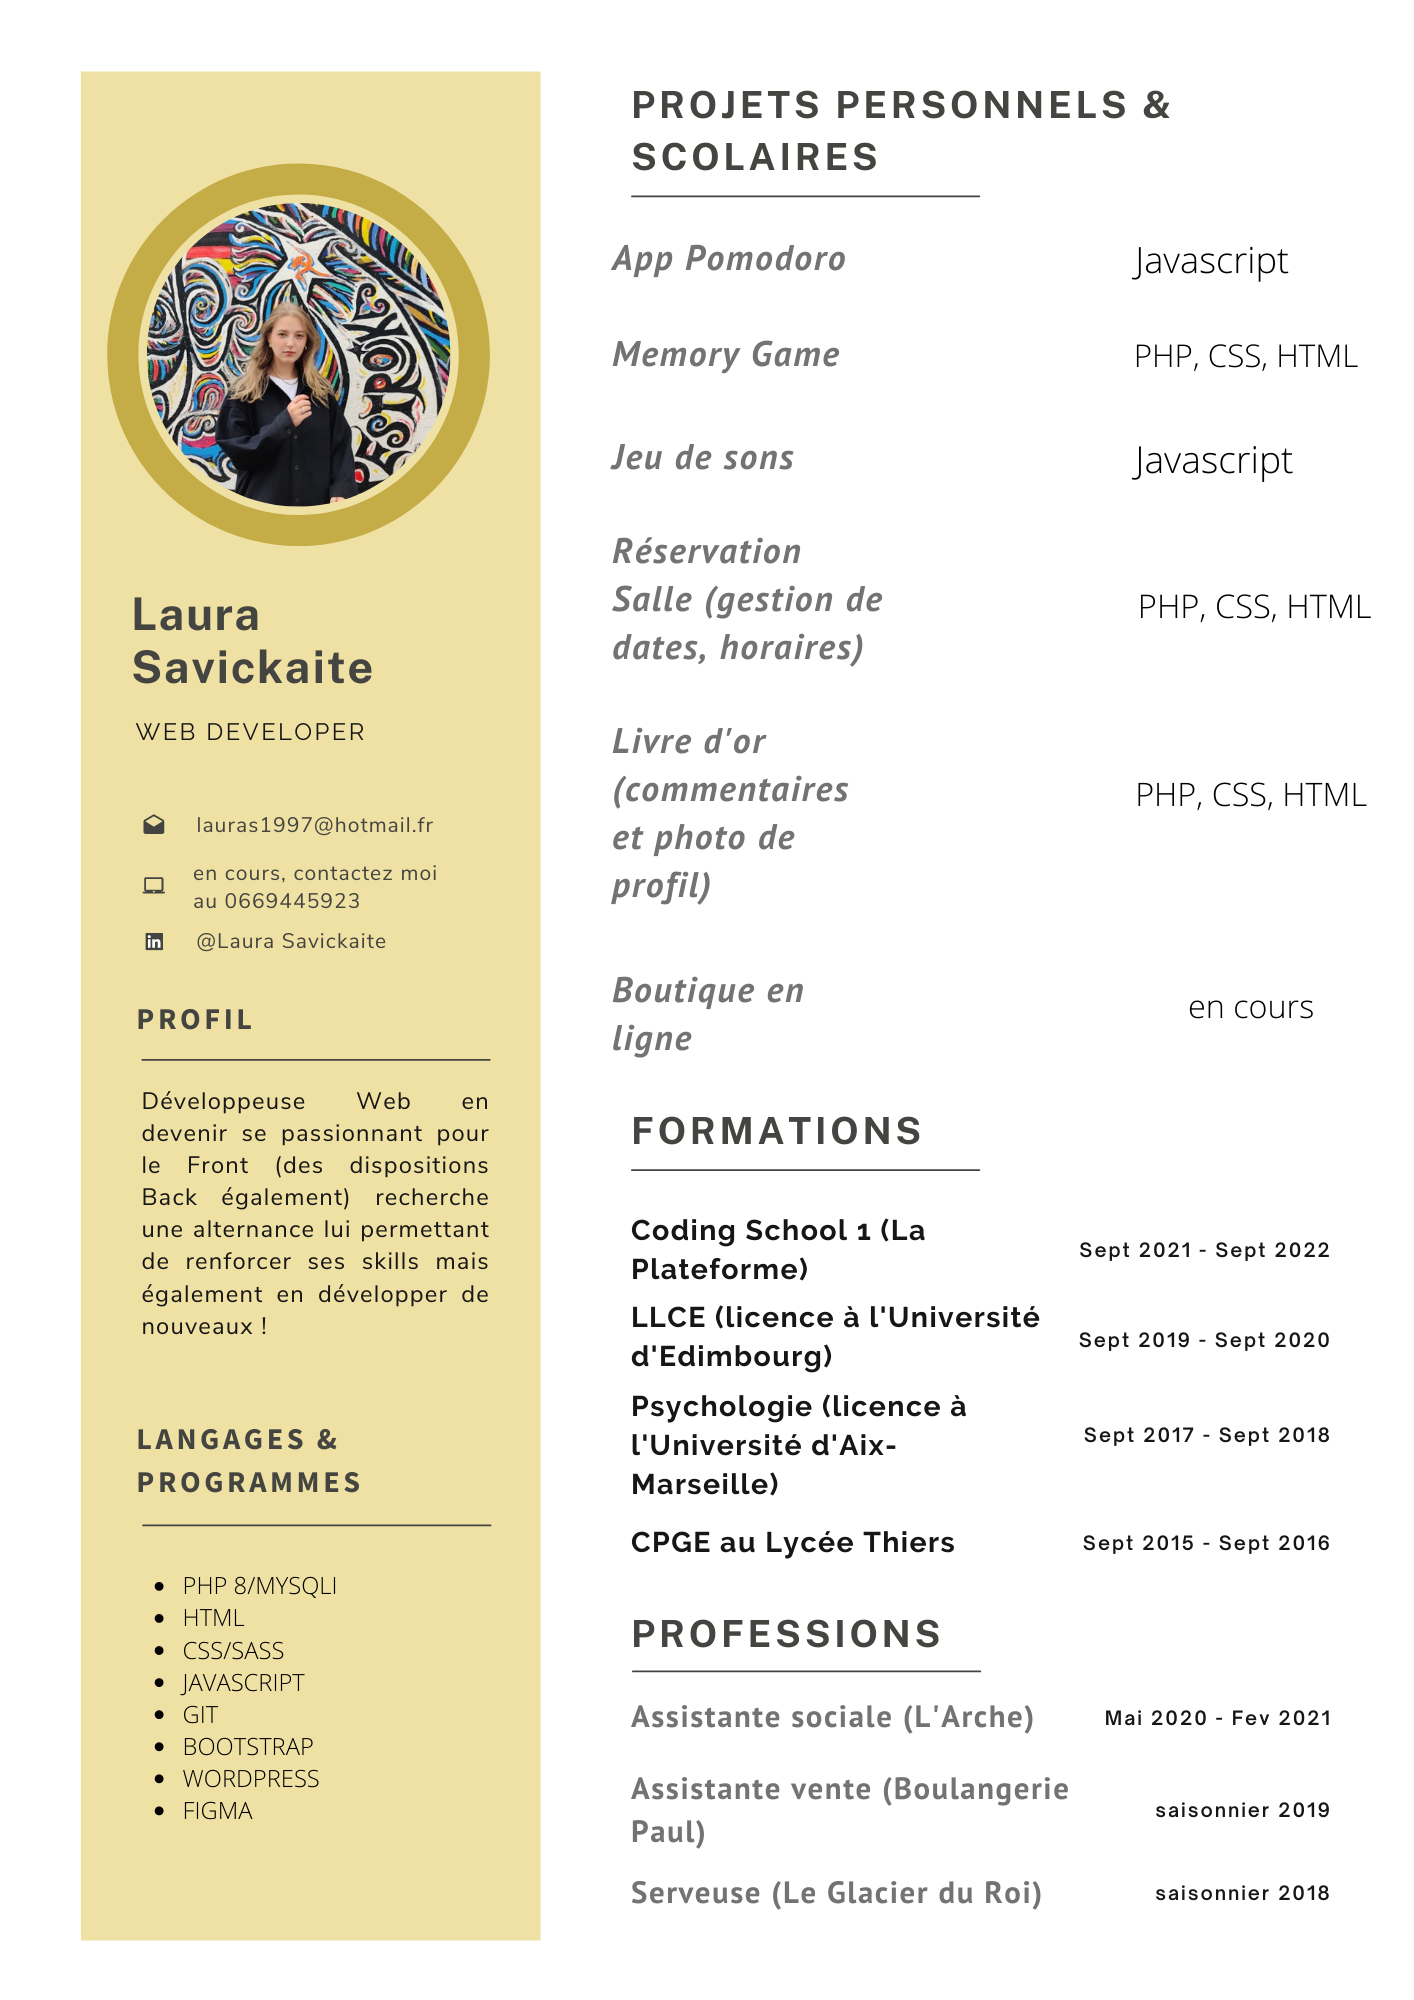 Laura
Savickaite
WEB DEVELOPER
lauras1997@hotmail.fr
en cours, contactez moi
au 0669445923
@Laura Savickaite
PROFIL
Développeuse Web en
devenir se passionnant pour
le Front (des dispositions
Back également) recherche
une alternance lui permettant
de renforcer ses skills mais
également en développer de
nouveaux !
LANGAGES &
PROGRAMMES
• PHP 8/MYSQLI
• HTML
• CSS/SASS
• JAVASCRIPT
• GIT
• BOOTSTRAP
• WORDPRESS
• FIGMA
PROJETS PERSONNELS &
SCOLAIRES
App Pomodoro Javascript
Memory Game PHP, CSS, HTML
Jeu de sons Javascript
Réservation
Salle (gestion de PHP, CSS, HTML
dates, horaires)
Livre d'or
(commentaires PHP, CSS, HTML
et photo de
profil)
Boutique en en cours
ligne
FORMATIONS
Coding School 1 (La Sept 2021 - Sept 2022
Plateforme)
LLCE (licence à l'Université Sept 2019 - Sept 2020
d'Edimbourg)
Psychologie (licence à
l'Université d'Aix- Sept 2017 - Sept 2018
Marseille)
CPGE au Lycée Thiers Sept 2015 - Sept 2016
PROFESSIONS
Assistante sociale (L'Arche) Mai 2020 - Fev 2021
Assistante vente (Boulangerie saisonnier 2019
Paul)
Serveuse (Le Glacier du Roi) saisonnier 2018